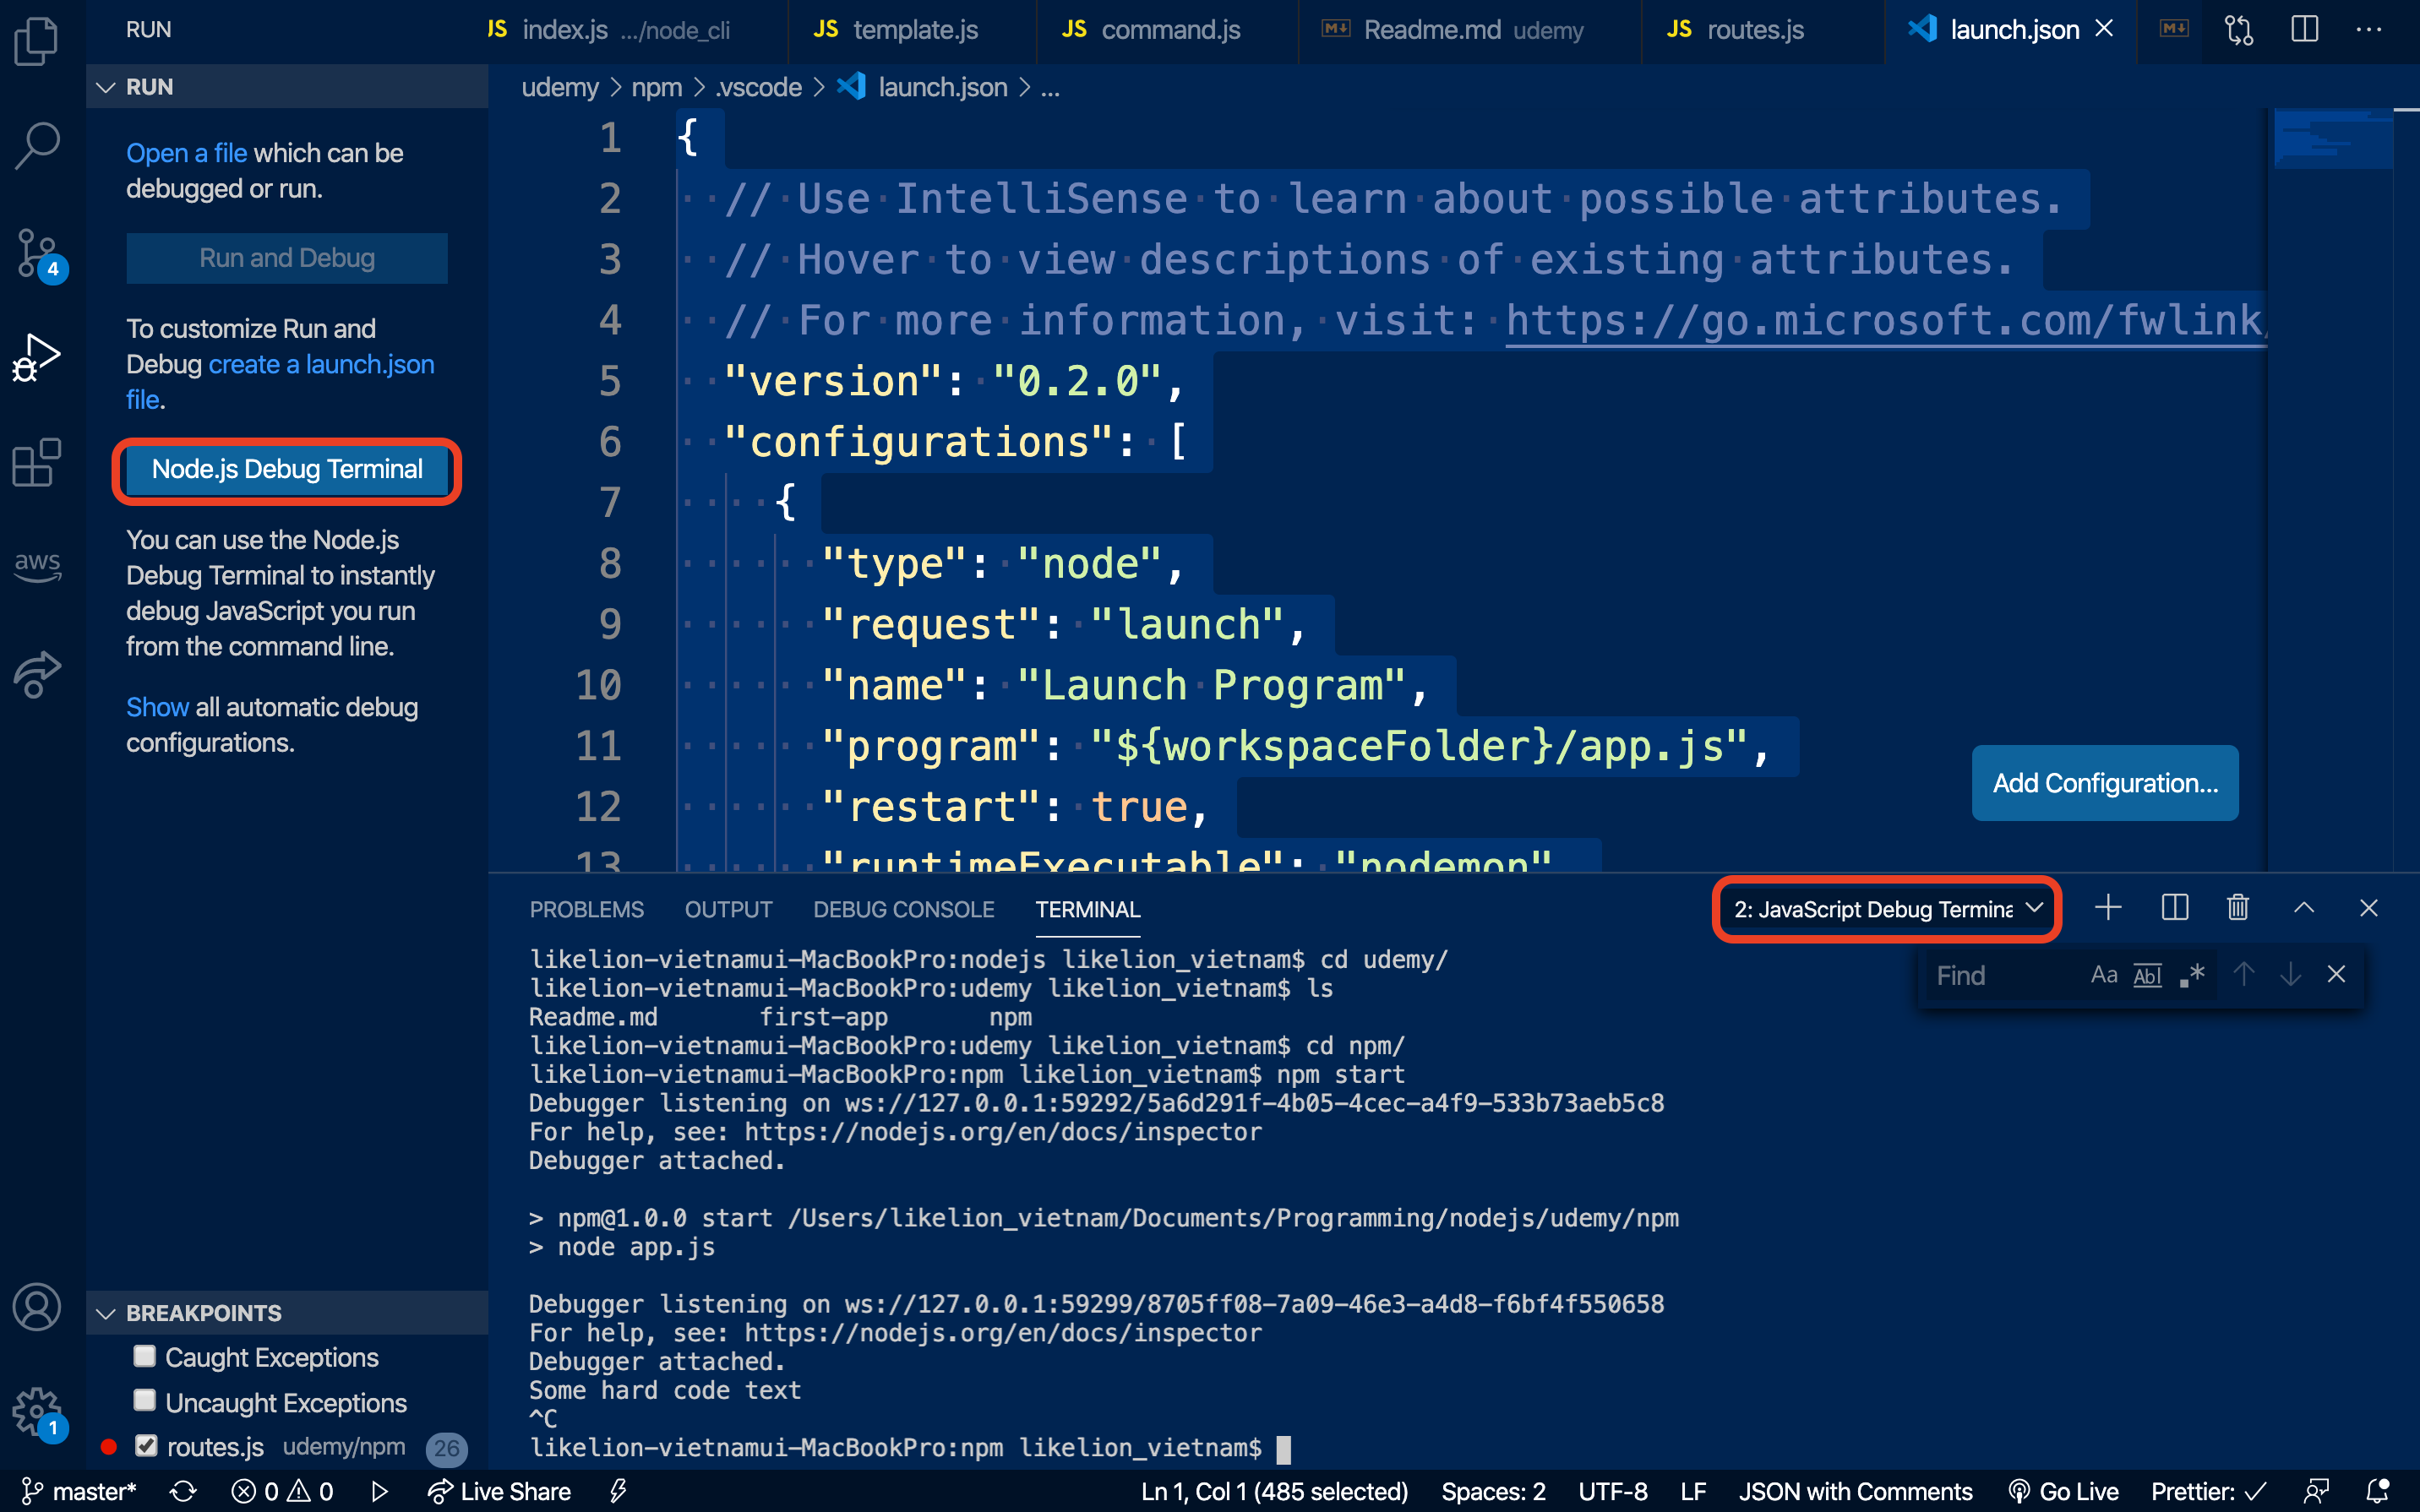 RUN
JS index.js .../node_cli
JS template.js
JS command.js
Readme.md udemy
JS routes.js
launch.json
RUN
Open a file which can be
debugged or run.
Run and Debug
To customize Run and
Debug create a launch.json
file.
Node.js Debug Terminal
You can use the Node.js
Debug Terminal to instantly
debug JavaScript you run
from the command line.
Show all automatic debug
configurations.
4
aws
1
udemy > npm > .vscode > launch.json > ...
1 {
2 // Use IntelliSense to learn about possible attributes.
3 // Hover to view descriptions of existing attributes.
4 // For more information, visit: https://go.microsoft.com/fwlink/
5 "version": "0.2.0",
6 "configurations": [
7 {
8 "type": "node",
9 "request": "launch",
10 "name": "Launch Program",
11 "program": "${workspaceFolder}/app.js",
12 "restart": true,
13 "runtimeExecutable": "nodemon"
Add Configuration...
PROBLEMS OUTPUT DEBUG CONSOLE TERMINAL
2: JavaScript Debug Termina
Find Aa Abl .*
likelion-vietnamui-MacBookPro:nodejs likelion_vietnam$ cd udemy/
likelion-vietnamui-MacBookPro:udemy likelion_vietnam$ ls
Readme.md first-app npm
likelion-vietnamui-MacBookPro:udemy likelion_vietnam$ cd npm/
likelion-vietnamui-MacBookPro:npm likelion_vietnam$ npm start
Debugger listening on ws://127.0.0.1:59292/5a6d291f-4b05-4cec-a4f9-533b73aeb5c8
For help, see: https://nodejs.org/en/docs/inspector
Debugger attached.
> npm@1.0.0 start /Users/likelion_vietnam/Documents/Programming/nodejs/udemy/npm
> node app.js
Debugger listening on ws://127.0.0.1:59299/8705ff08-7a09-46e3-a4d8-f6bf4f550658
For help, see: https://nodejs.org/en/docs/inspector
Debugger attached.
Some hard code text
^C
likelion-vietnamui-MacBookPro:npm likelion_vietnam$
BREAKPOINTS
Caught Exceptions
Uncaught Exceptions
routes.js udemy/npm 26
master* 0 0 Live Share Ln 1, Col 1 (485 selected) Spaces: 2 UTF-8 LF JSON with Comments Go Live Prettier: ✓